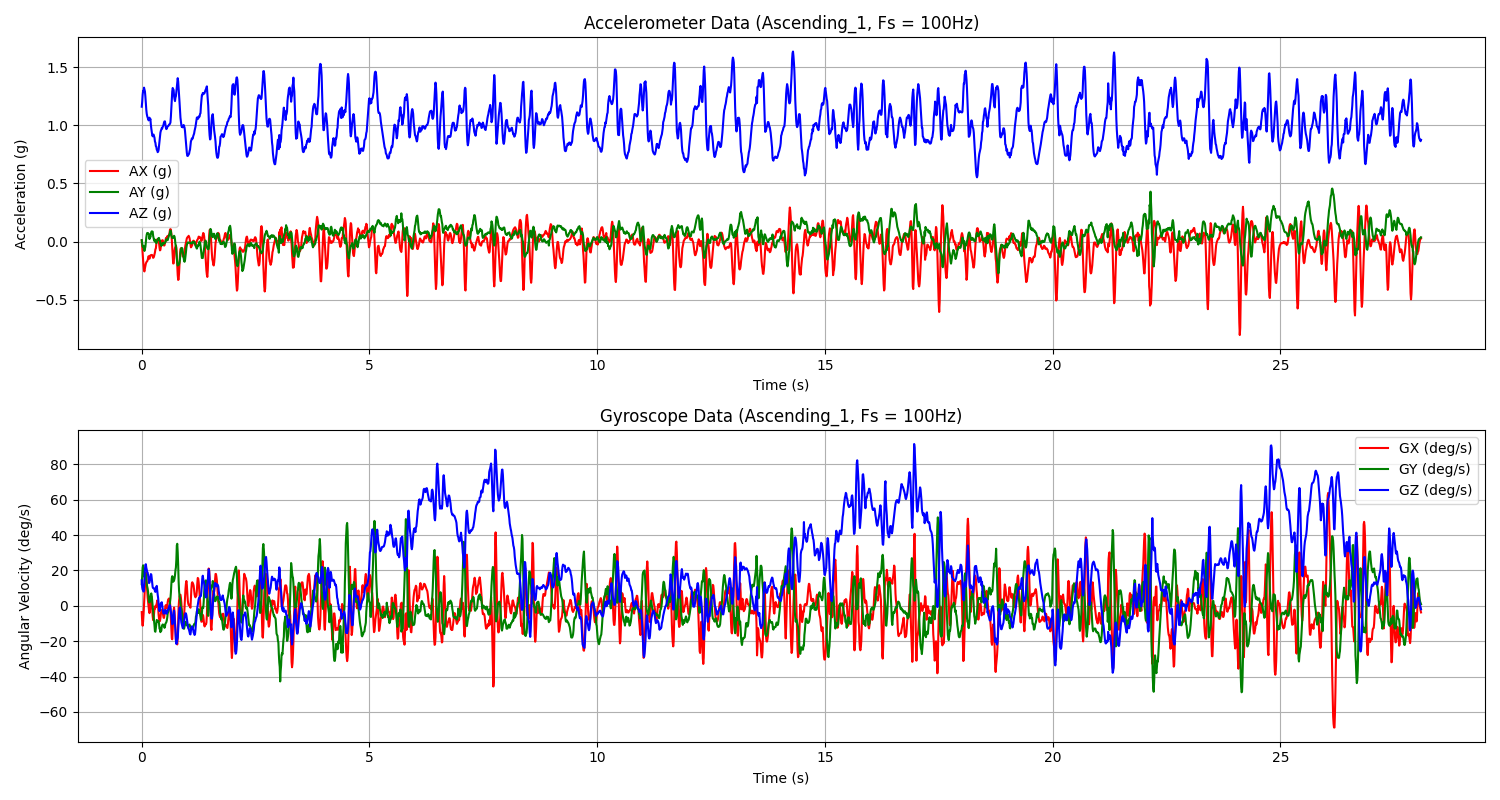 Accelerometer Data (Ascending_1, Fs = 100Hz)
Acceleration (g)
1.5
1.0
0.5
0.0
−0.5
AX (g)
AY (g)
AZ (g)
0 5 10 15 20 25
Time (s)
Gyroscope Data (Ascending_1, Fs = 100Hz)
Angular Velocity (deg/s)
80
60
40
20
0
−20
−40
−60
GX (deg/s)
GY (deg/s)
GZ (deg/s)
0 5 10 15 20 25
Time (s)